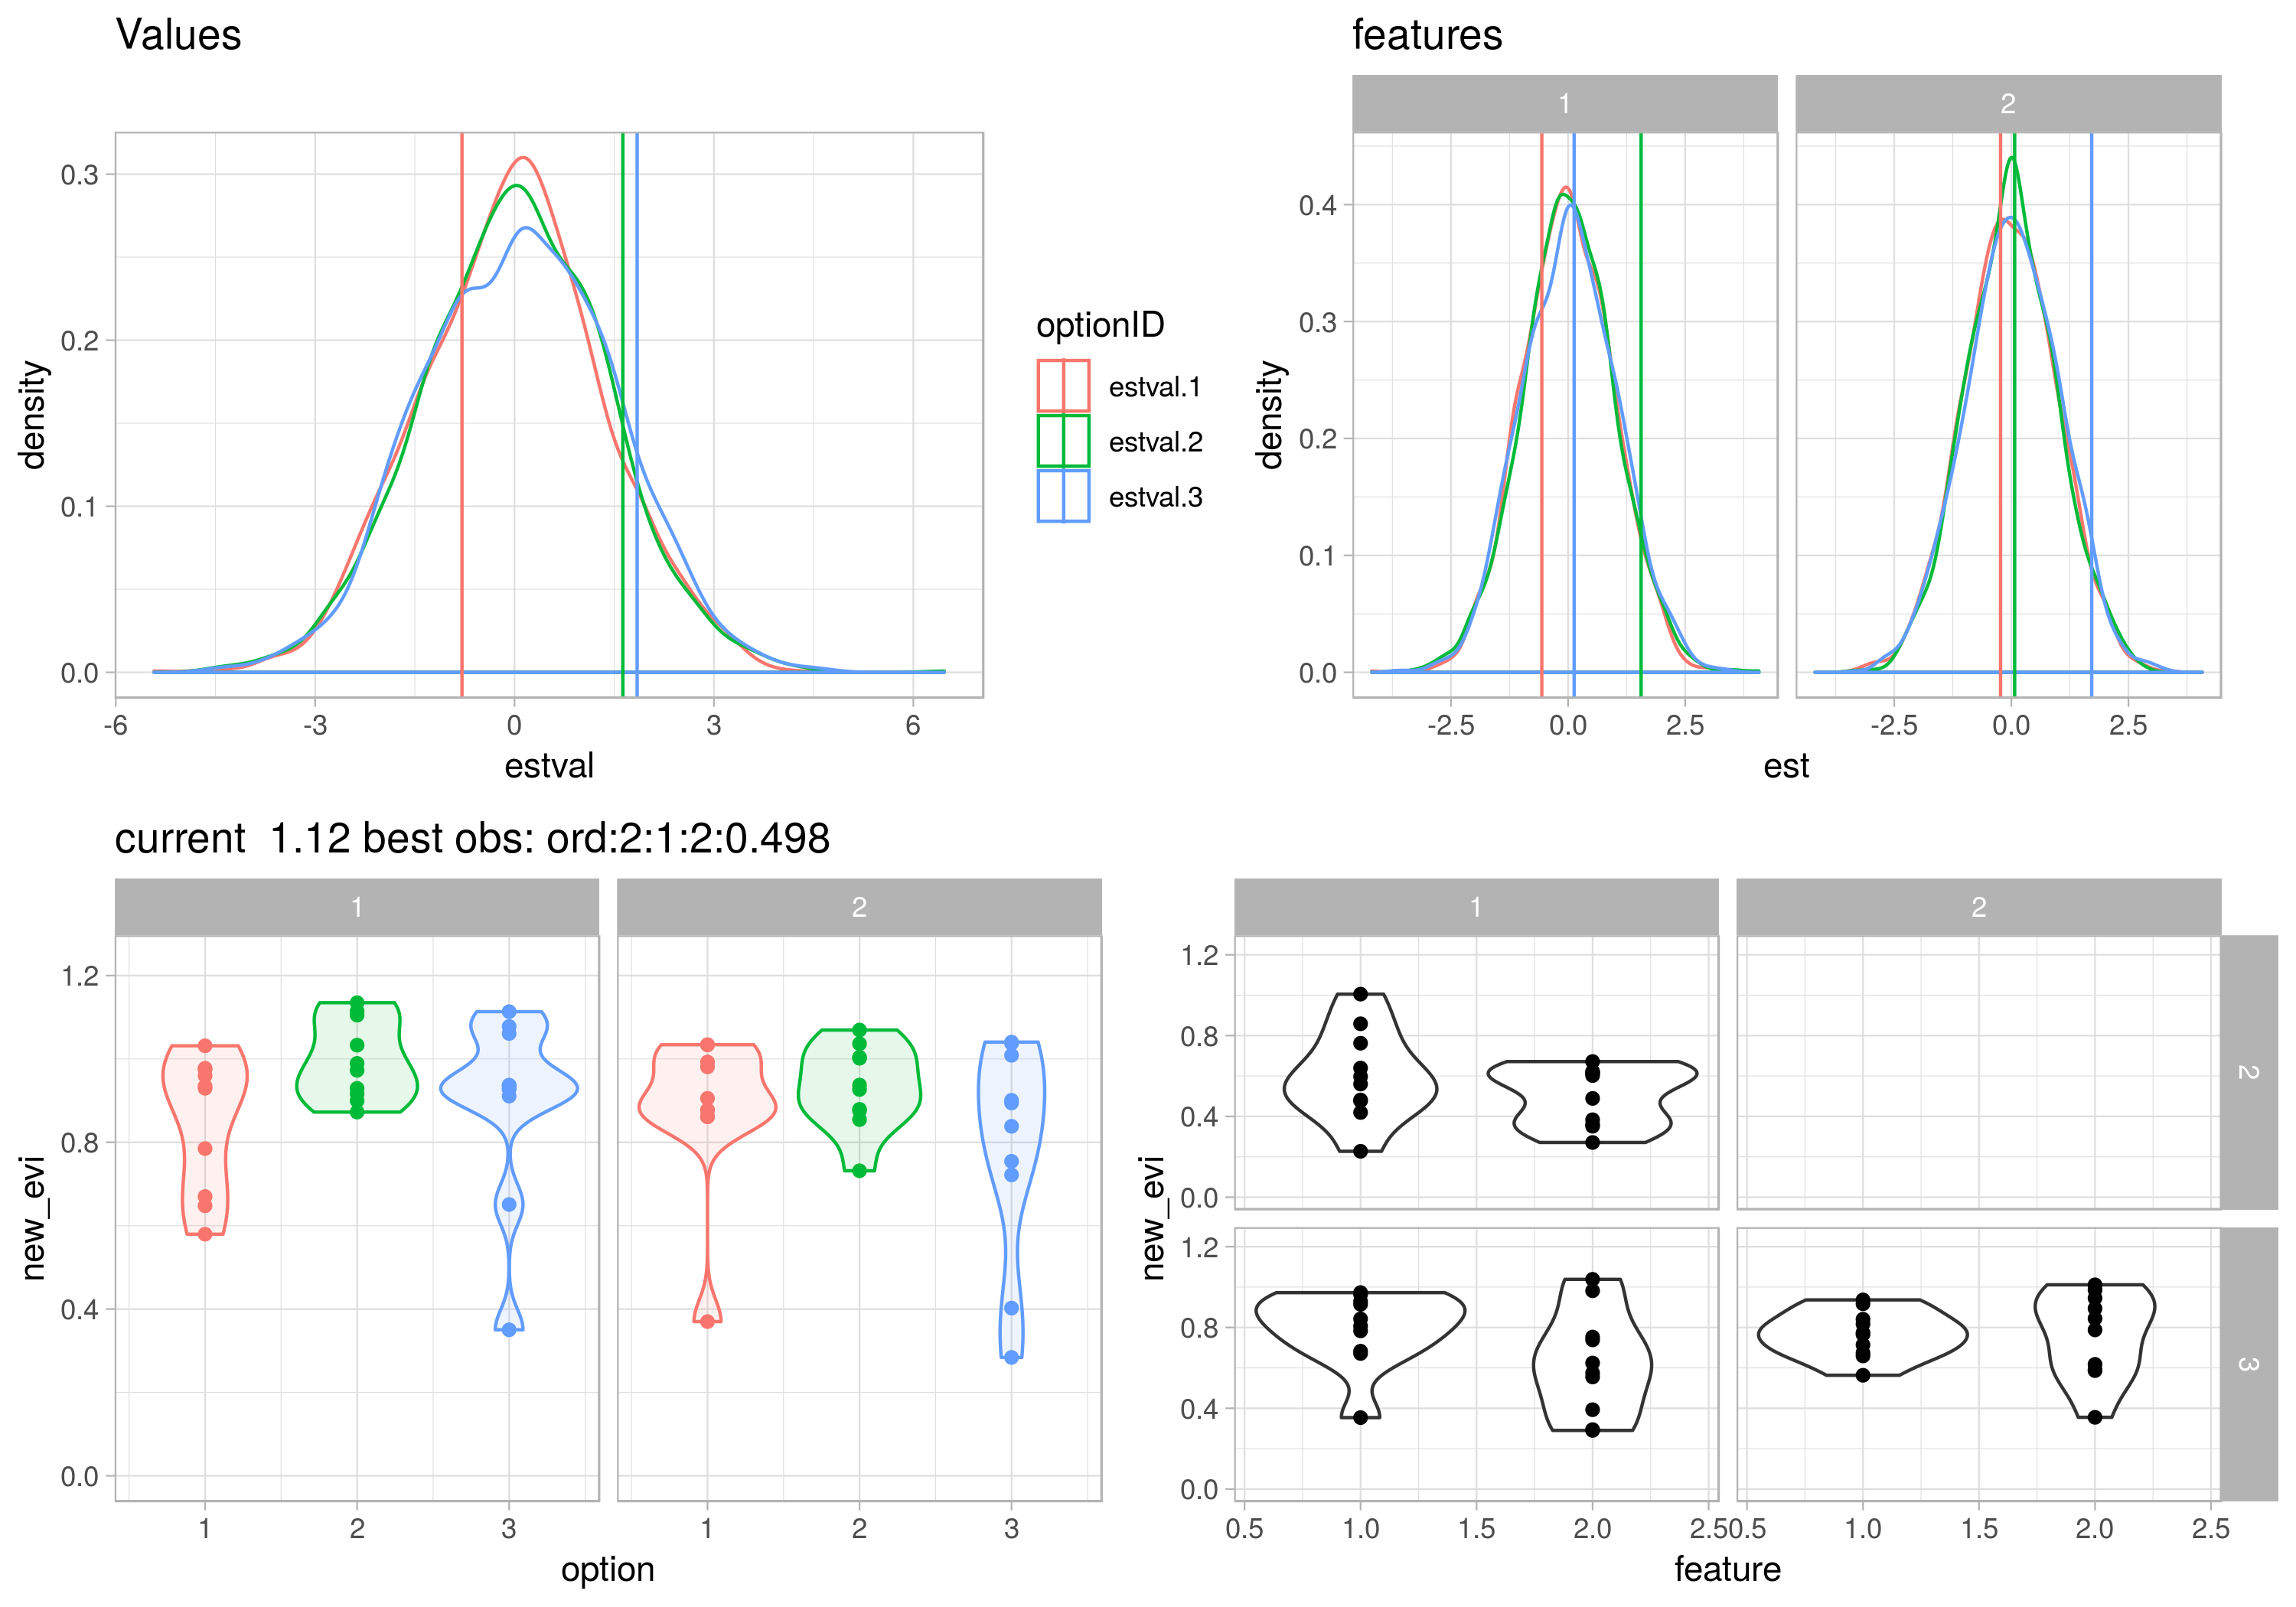 Values
0.3
0.2
0.1
0.0
density
-6 -3 0 3 6
estval
optionID
estval.1
estval.2
estval.3
features
1 2
0.4
0.3
0.2
0.1
0.0
density
-2.5 0.0 2.5 -2.5 0.0 2.5
est
current  1.12 best obs: ord:2:1:2:0.498
1 2
1.2
0.8
0.4
0.0
new_evi
1 2 3 1 2 3
option
1 2
1.2
0.8
0.4
0.0
2
1.2
0.8
0.4
0.0
3
new_evi
0.5 1.0 1.5 2.0 2.5 0.5 1.0 1.5 2.0 2.5
feature